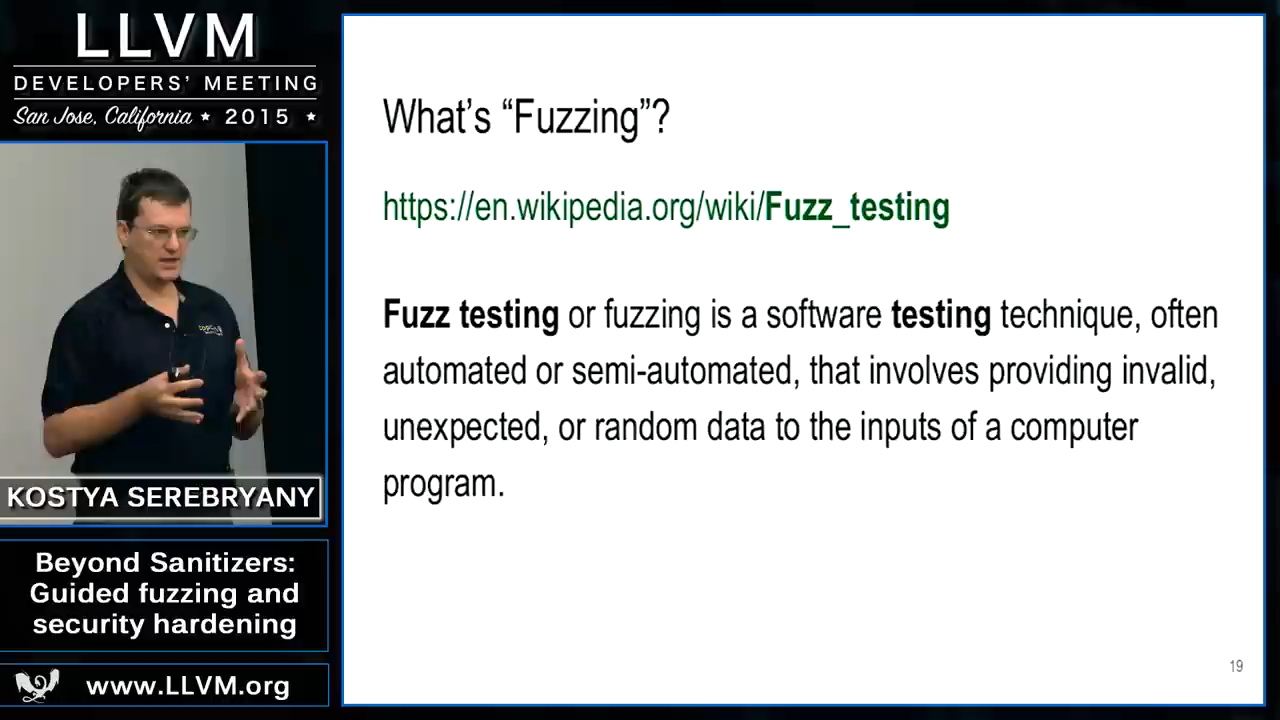 LLVM
DEVELOPERS' MEETING
San Jose, California ★ 2015 ★
KOSTYA SEREBRYANY
Beyond Sanitizers:
Guided fuzzing and
security hardening
www.LLVM.org
What's “Fuzzing”?
https://en.wikipedia.org/wiki/Fuzz_testing
Fuzz testing or fuzzing is a software testing technique, often
automated or semi-automated, that involves providing invalid,
unexpected, or random data to the inputs of a computer
program.
19